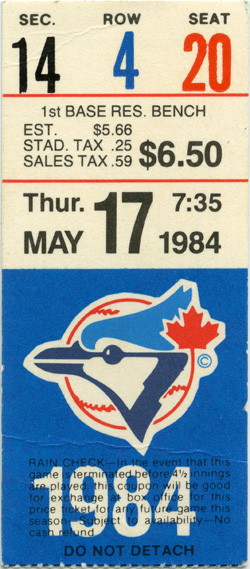 SEC. ROW SEAT
14 4 20
1st BASE RES. BENCH
EST. $5.66
STAD. TAX .25 $6.50
SALES TAX .59
Thur. 17 7:35
MAY 1984
©
RAIN CHECK—In the event that this
game is terminated before 4½ innings
are played, this coupon will be good
for exchange at box office for this
price ticket for any future game this
season—Subject to availability—No
cash refund
1984
DO NOT DETACH